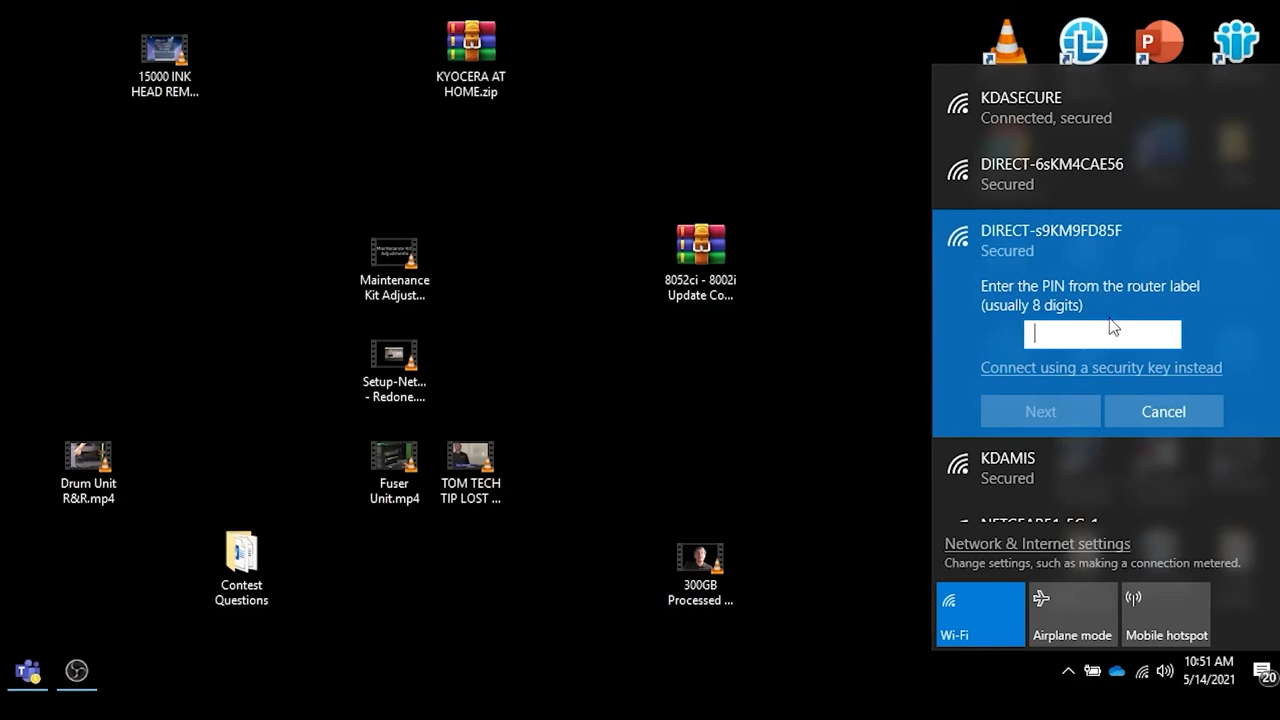 15000 INK
HEAD REM...
KYOCERA AT
HOME.zip
P
KDASECURE
Connected, secured
DIRECT-6sKM4CAE56
Secured
DIRECT-s9KM9FD85F
Secured
Enter the PIN from the router label
(usually 8 digits)
Connect using a security key instead
Next
Cancel
KDAMIS
Secured
Network & Internet settings
Change settings, such as making a connection metered.
Wi-Fi
Airplane mode
Mobile hotspot
Maintenance Kit
Adjustments
Maintenance
Kit Adjust...
8052ci - 8002i
Update Co...
Setup-Net...
- Redone....
Drum Unit
R&R.mp4
Fuser
Unit.mp4
TOM TECH
TIP LOST ...
Contest
Questions
300GB
Processed ...
10:51 AM
5/14/2021
20